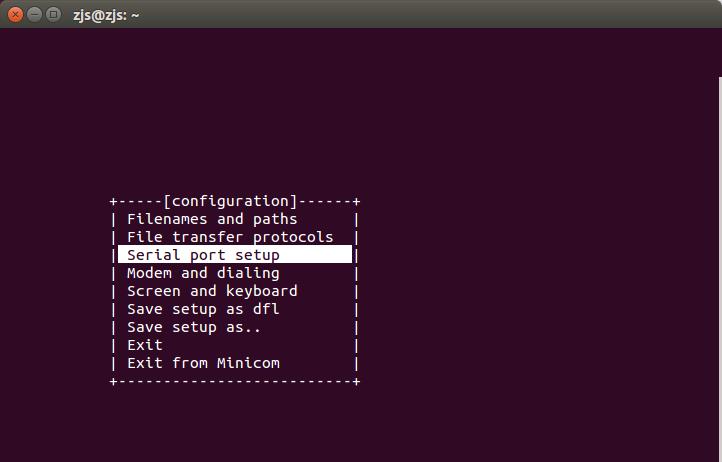 zjs@zjs: ~
+-----[configuration]------+
| Filenames and paths      |
| File transfer protocols  |
| Serial port setup        |
| Modem and dialing        |
| Screen and keyboard      |
| Save setup as dfl        |
| Save setup as..          |
| Exit                     |
| Exit from Minicom        |
+--------------------------+